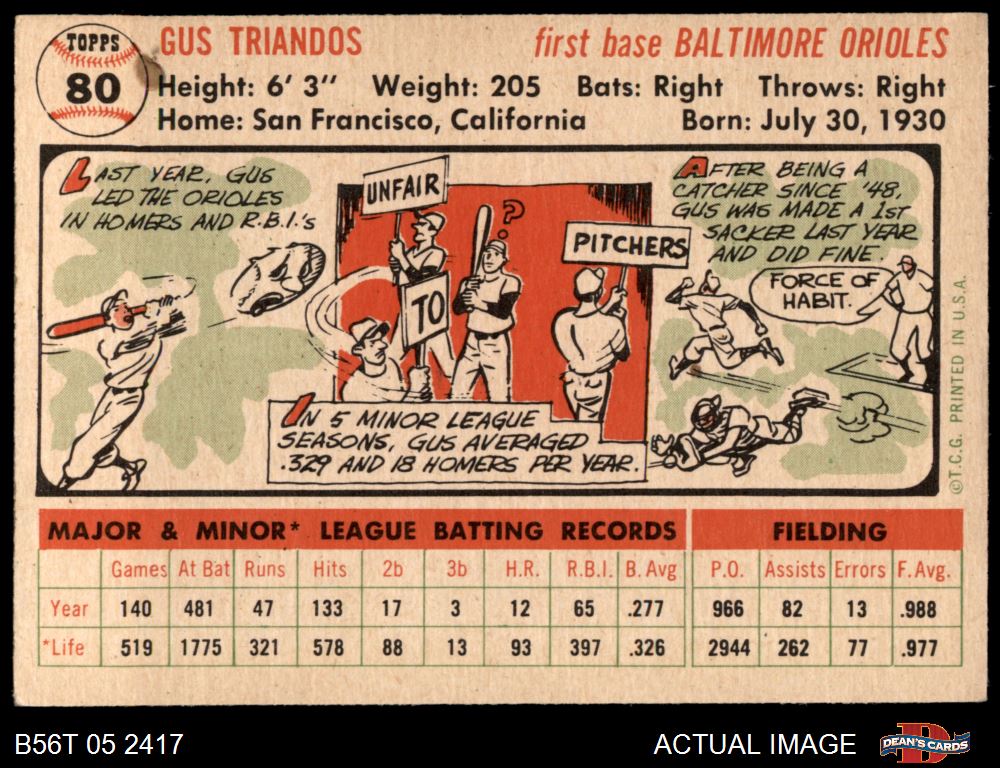 TOPPS
80
GUS TRIANDOS
first base BALTIMORE ORIOLES
Height: 6' 3" Weight: 205 Bats: Right Throws: Right
Home: San Francisco, California Born: July 30, 1930
LAST YEAR, GUS
LED THE ORIOLES
IN HOMERS AND R.B.I.'s
UNFAIR
TO
?
PITCHERS
IN 5 MINOR LEAGUE
SEASONS, GUS AVERAGED
.329 AND 18 HOMERS PER YEAR.
AFTER BEING A
CATCHER SINCE '48,
GUS WAS MADE A 1ST
SACKER LAST YEAR
AND DID FINE.
FORCE OF
HABIT.
©T.C.G. PRINTED IN U.S.A.
MAJOR & MINOR* LEAGUE BATTING RECORDS FIELDING
Games At Bat Runs Hits 2b 3b H.R. R.B.I. B. Avg P.O. Assists Errors F. Avg.
Year 140 481 47 133 17 3 12 65 .277 966 82 13 .988
*Life 519 1775 321 578 88 13 93 397 .326 2944 262 77 .977
B56T 05 2417
ACTUAL IMAGE
B
DEAN'S CARDS